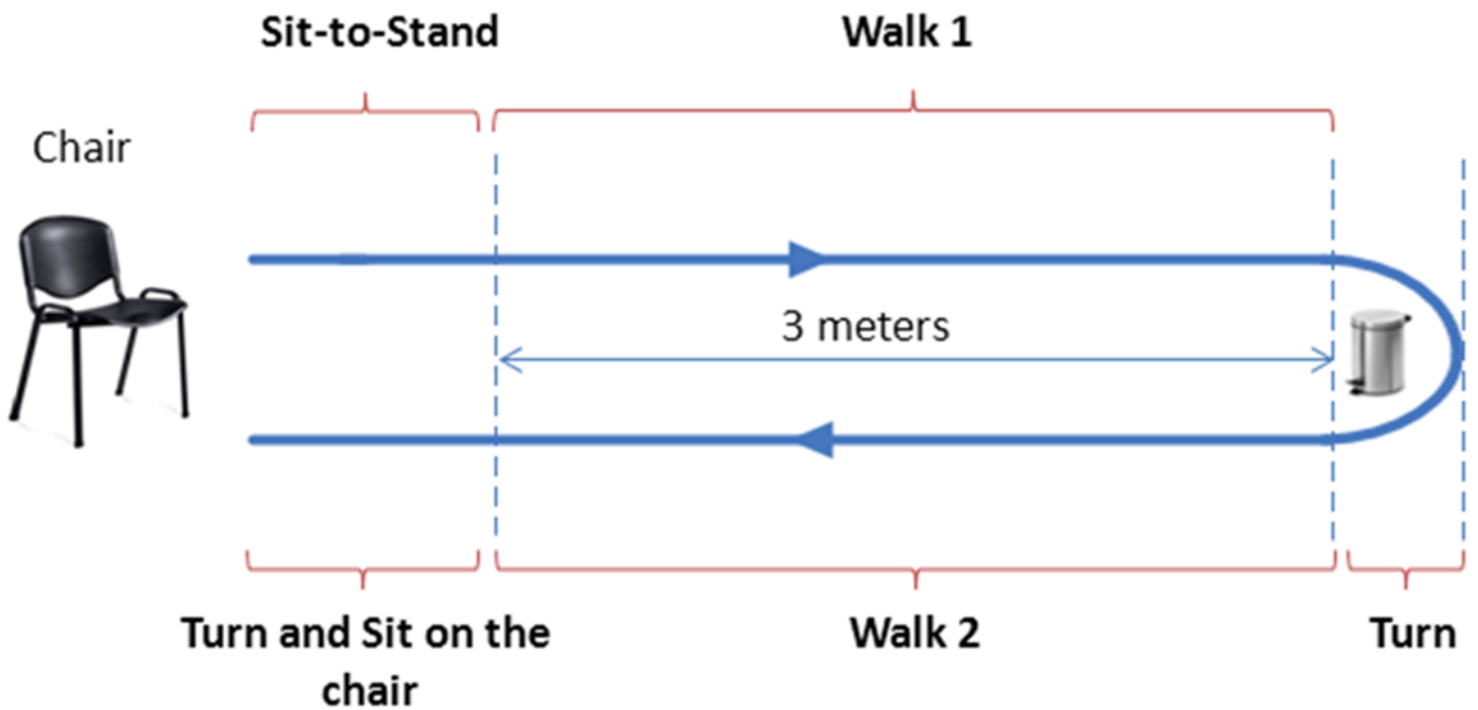 Sit-to-Stand
Walk 1
Chair
3 meters
Turn and Sit on the
chair
Walk 2
Turn